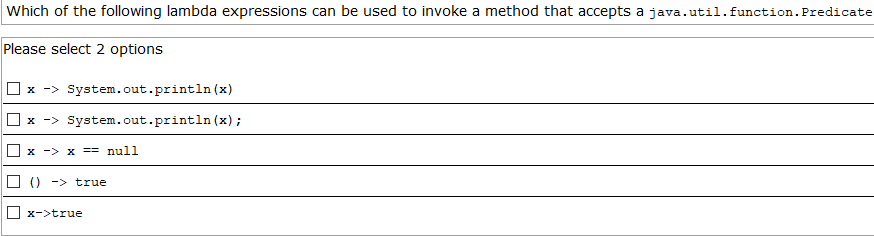 Which of the following lambda expressions can be used to invoke a method that accepts a java.util.function.Predicate
Please select 2 options
x -> System.out.println(x)
x -> System.out.println(x);
x -> x == null
() -> true
x->true